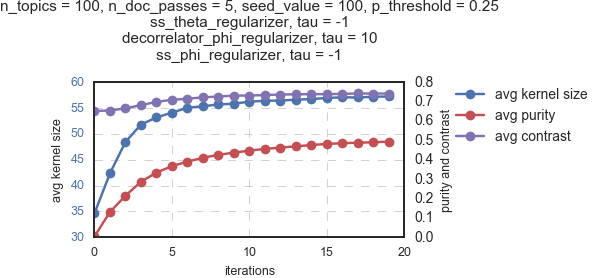 n_topics = 100, n_doc_passes = 5, seed_value = 100, p_threshold = 0.25
ss_theta_regularizer, tau = -1
decorrelator_phi_regularizer, tau = 10
ss_phi_regularizer, tau = -1
60
55
50
45
40
35
30
avg kernel size
0.8
0.7
0.6
0.5
0.4
0.3
0.2
0.1
0.0
purity and contrast
avg kernel size
avg purity
avg contrast
0 5 10 15 20
iterations